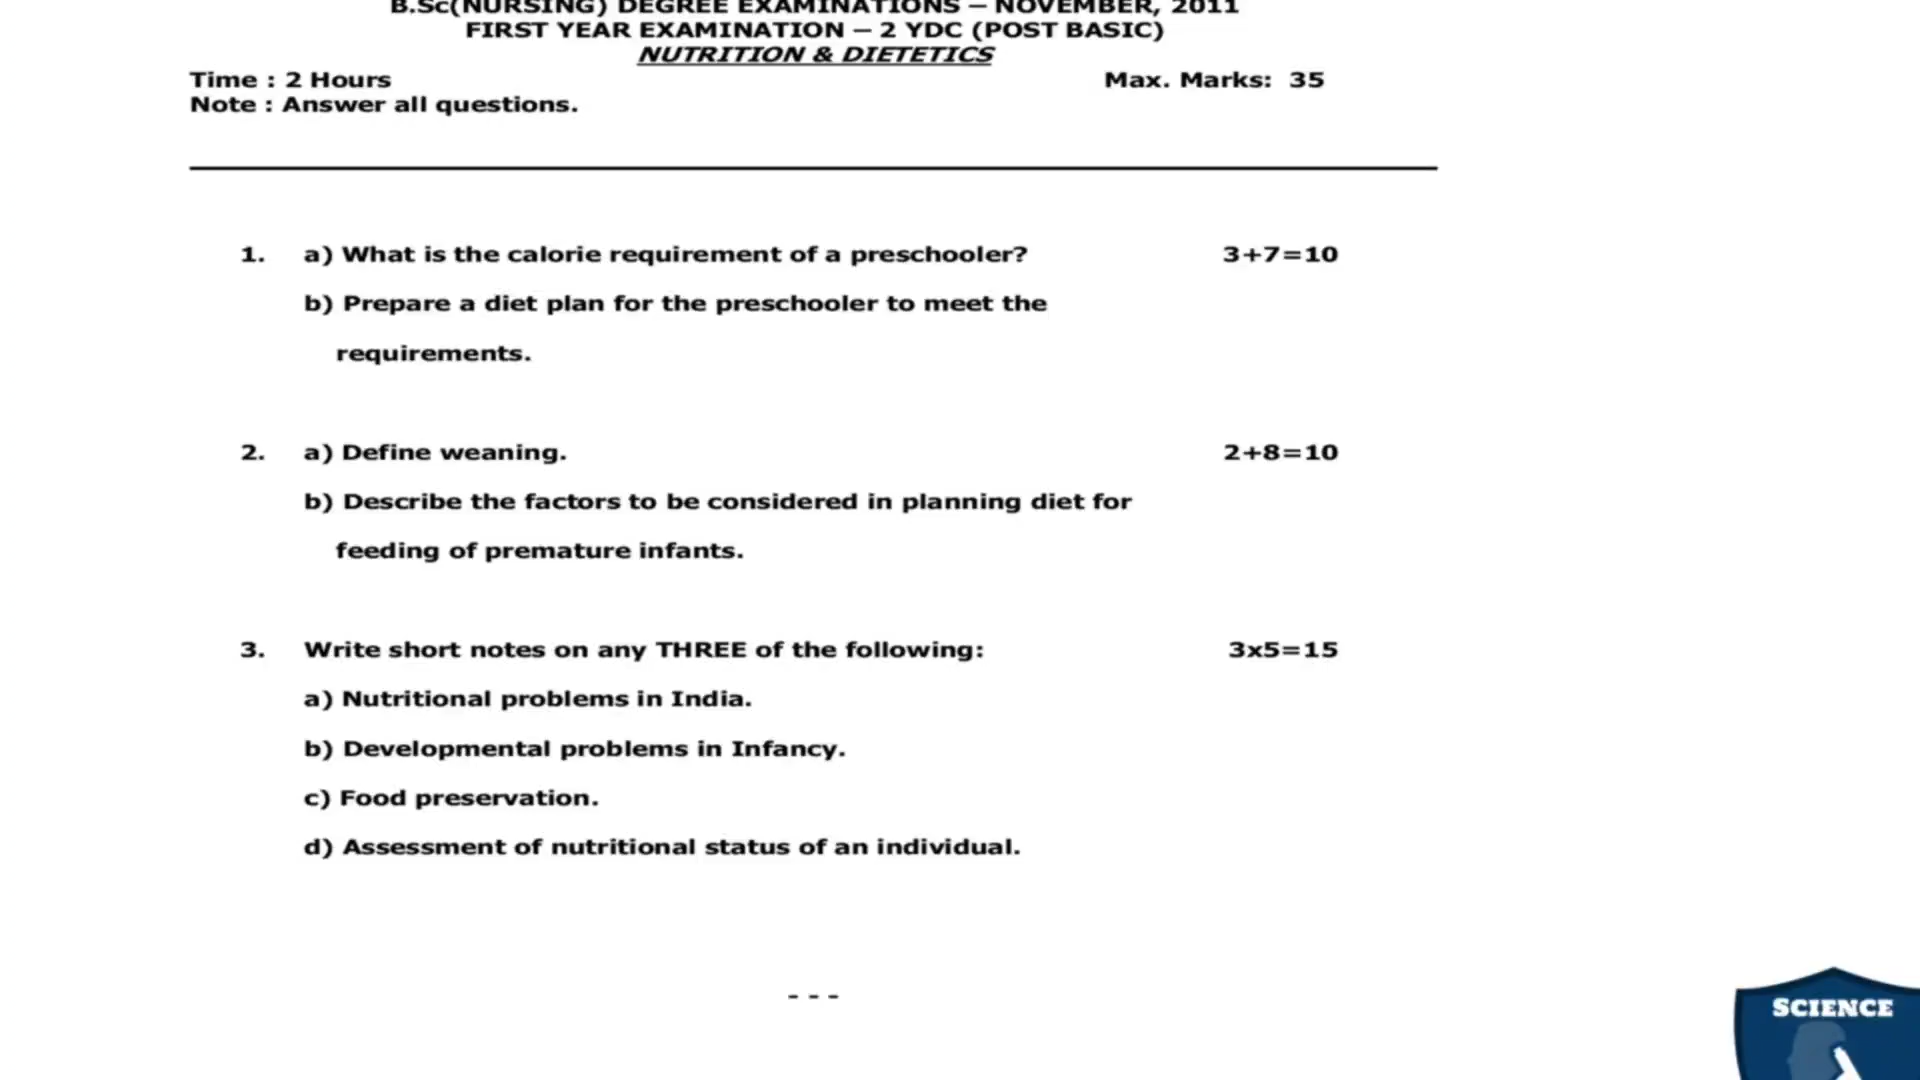 B.Sc(NURSING) DEGREE EXAMINATIONS – NOVEMBER, 2011
FIRST YEAR EXAMINATION – 2 YDC (POST BASIC)
NUTRITION & DIETETICS
Time : 2 Hours Max. Marks: 35
Note : Answer all questions.
1. a) What is the calorie requirement of a preschooler? 3+7=10
b) Prepare a diet plan for the preschooler to meet the
requirements.
2. a) Define weaning. 2+8=10
b) Describe the factors to be considered in planning diet for
feeding of premature infants.
3. Write short notes on any THREE of the following: 3x5=15
a) Nutritional problems in India.
b) Developmental problems in Infancy.
c) Food preservation.
d) Assessment of nutritional status of an individual.
- - -
SCIENCE